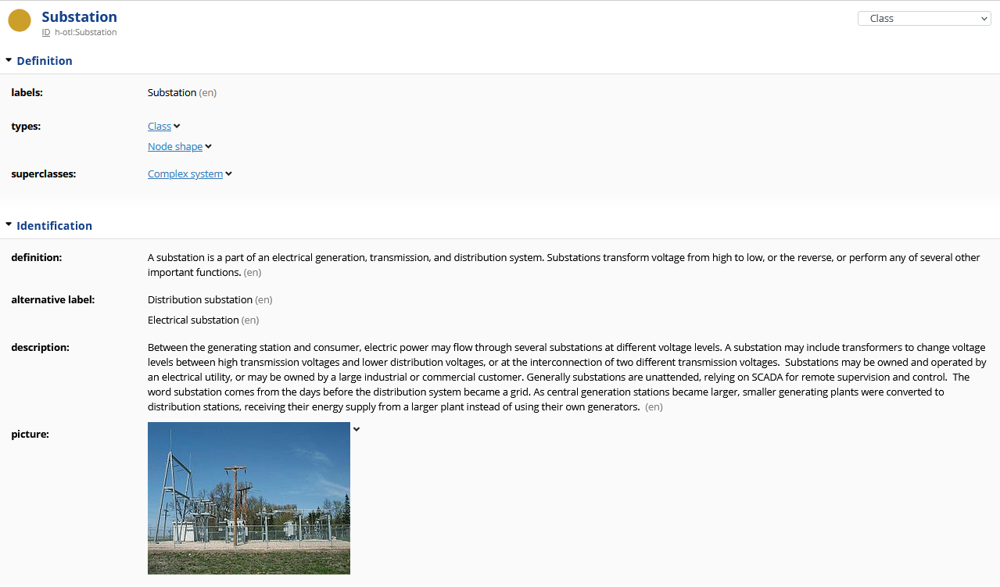 Substation
Class
ID h-otl:Substation
Definition
labels: Substation (en)
types: Class
Node shape
superclasses: Complex system
Identification
definition: A substation is a part of an electrical generation, transmission, and distribution system. Substations transform voltage from high to low, or the reverse, or perform any of several other
important functions. (en)
alternative label: Distribution substation (en)
Electrical substation (en)
description: Between the generating station and consumer, electric power may flow through several substations at different voltage levels. A substation may include transformers to change voltage
levels between high transmission voltages and lower distribution voltages, or at the interconnection of two different transmission voltages.  Substations may be owned and operated by
an electrical utility, or may be owned by a large industrial or commercial customer. Generally substations are unattended, relying on SCADA for remote supervision and control.  The
word substation comes from the days before the distribution system became a grid. As central generation stations became larger, smaller generating plants were converted to
distribution stations, receiving their energy supply from a larger plant instead of using their own generators.  (en)
picture: